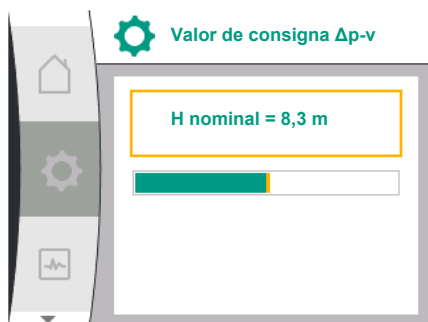 Valor de consigna Δp-v
H nominal = 8,3 m